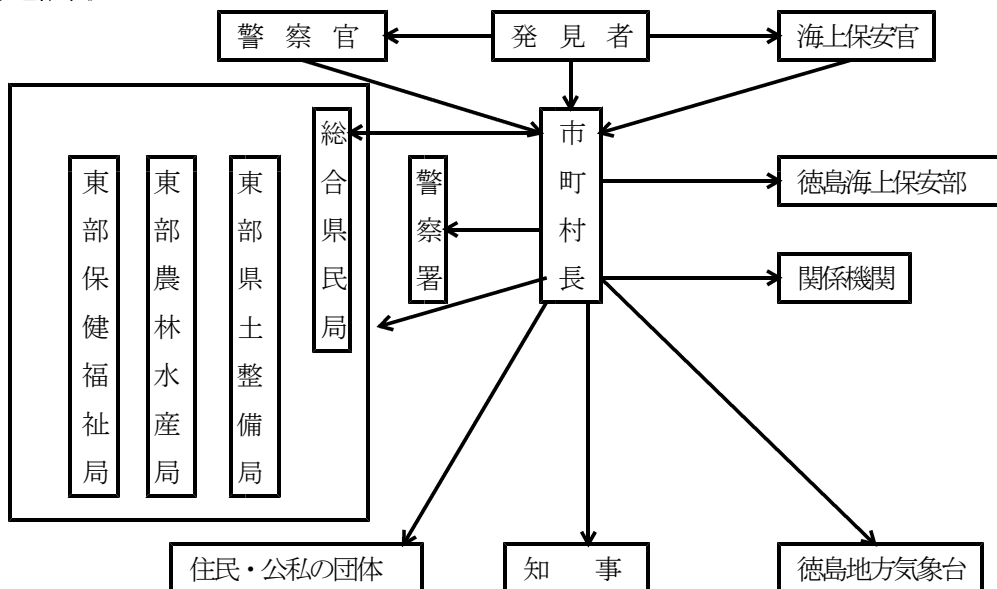 警察官
発見者
海上保安官
総合県民局
市町村長
東部保健福祉局
東部農林水産局
東部県土整備局
警察署
徳島海上保安部
関係機関
住民・公私の団体
知事
徳島地方気象台